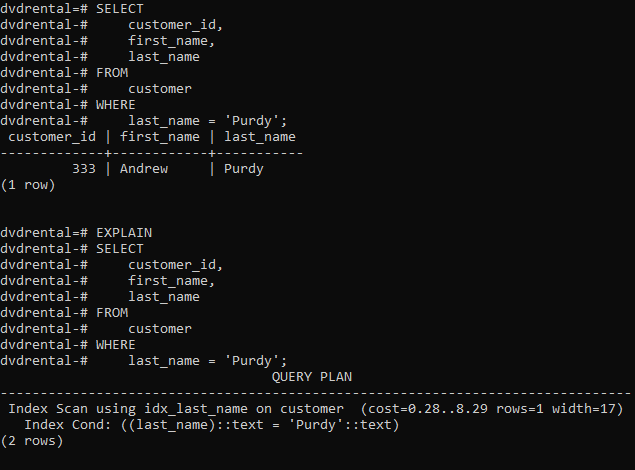 dvdrental=# SELECT
dvdrental-#     customer_id,
dvdrental-#     first_name,
dvdrental-#     last_name
dvdrental-# FROM
dvdrental-#     customer
dvdrental-# WHERE
dvdrental-#     last_name = 'Purdy';
 customer_id | first_name | last_name
-------------+------------+-----------
         333 | Andrew     | Purdy
(1 row)
dvdrental=# EXPLAIN
dvdrental-# SELECT
dvdrental-#     customer_id,
dvdrental-#     first_name,
dvdrental-#     last_name
dvdrental-# FROM
dvdrental-#     customer
dvdrental-# WHERE
dvdrental-#     last_name = 'Purdy';
                                  QUERY PLAN
-------------------------------------------------------------------------------
 Index Scan using idx_last_name on customer  (cost=0.28..8.29 rows=1 width=17)
   Index Cond: ((last_name)::text = 'Purdy'::text)
(2 rows)